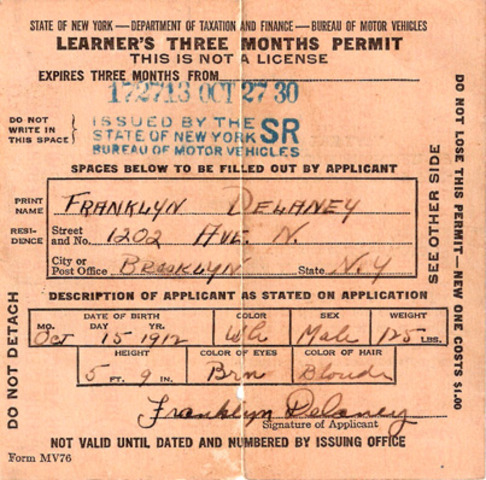 STATE OF NEW YORK — DEPARTMENT OF TAXATION AND FINANCE — BUREAU OF MOTOR VEHICLES
LEARNER'S THREE MONTHS PERMIT
THIS IS NOT A LICENSE
EXPIRES THREE MONTHS FROM
172713 OCT 27 30
DO NOT WRITE IN THIS SPACE
ISSUED BY THE
STATE OF NEW YORK SR
BUREAU OF MOTOR VEHICLES
SPACES BELOW TO BE FILLED OUT BY APPLICANT
PRINT NAME FRANKLYN DELANEY
RESIDENCE Street and No. 1202 AVE. N.
City or Post Office BROOKLYN State N.Y
DESCRIPTION OF APPLICANT AS STATED ON APPLICATION
DATE OF BIRTH COLOR SEX WEIGHT
MO. DAY YR.
Oct 15 1912 Wh Male 125 LBS.
HEIGHT COLOR OF EYES COLOR OF HAIR
5 FT. 9 IN. Brn Blonde
Franklyn Delaney
Signature of Applicant
NOT VALID UNTIL DATED AND NUMBERED BY ISSUING OFFICE
Form MV76
DO NOT DETACH
SEE OTHER SIDE
DO NOT LOSE THIS PERMIT — NEW ONE COSTS $1.00